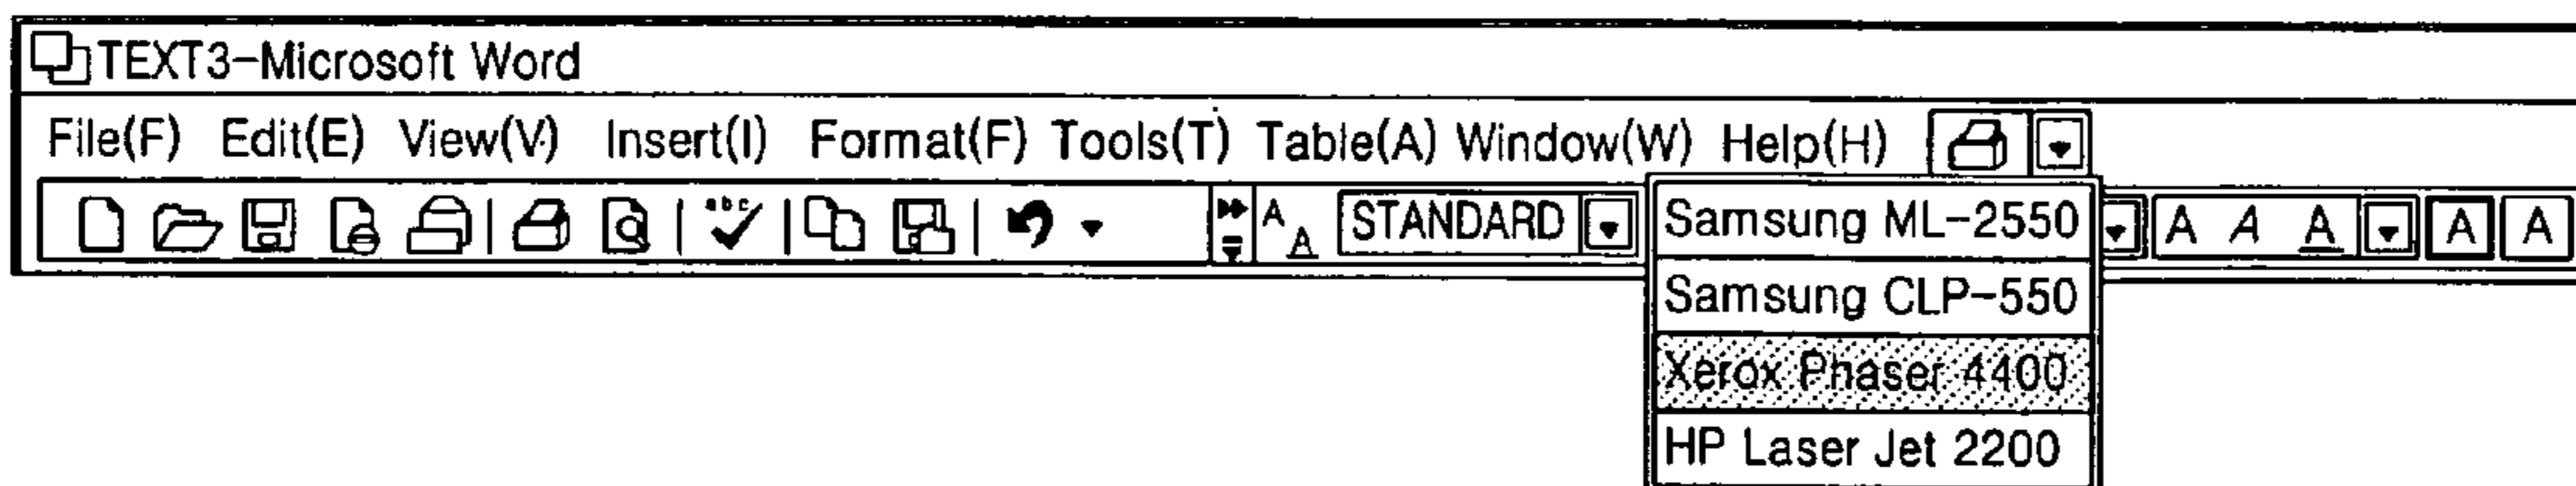 TEXT3-Microsoft Word
File(F) Edit(E) View(V) Insert(I) Format(F) Tools(T) Table(A) Window(W) Help(H)
abc A A STANDARD A A A A A
Samsung ML-2550
Samsung CLP-550
Xerox Phaser 4400
HP Laser Jet 2200